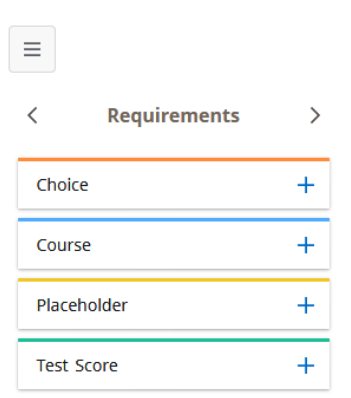 Requirements
Choice
Course
Placeholder
Test Score